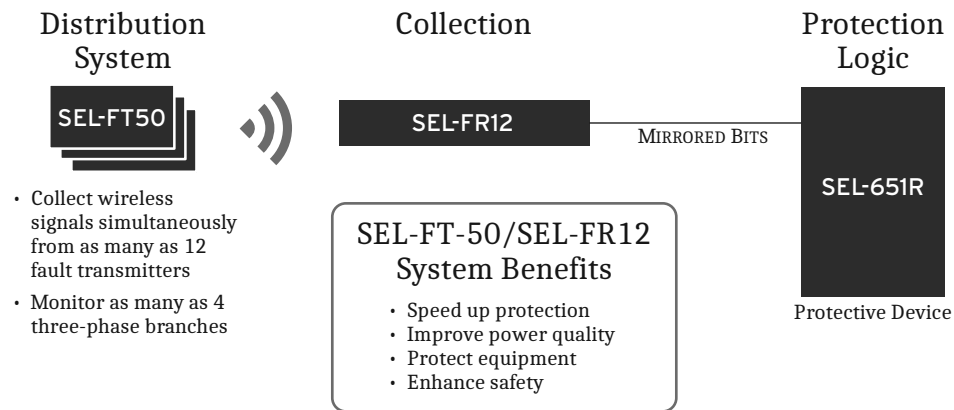 Distribution
System
SEL-FT50
• Collect wireless
signals simultaneously
from as many as 12
fault transmitters
• Monitor as many as 4
three-phase branches
Collection
SEL-FR12
MIRRORED BITS
SEL-FT-50/SEL-FR12
System Benefits
• Speed up protection
• Improve power quality
• Protect equipment
• Enhance safety
Protection
Logic
SEL-651R
Protective Device